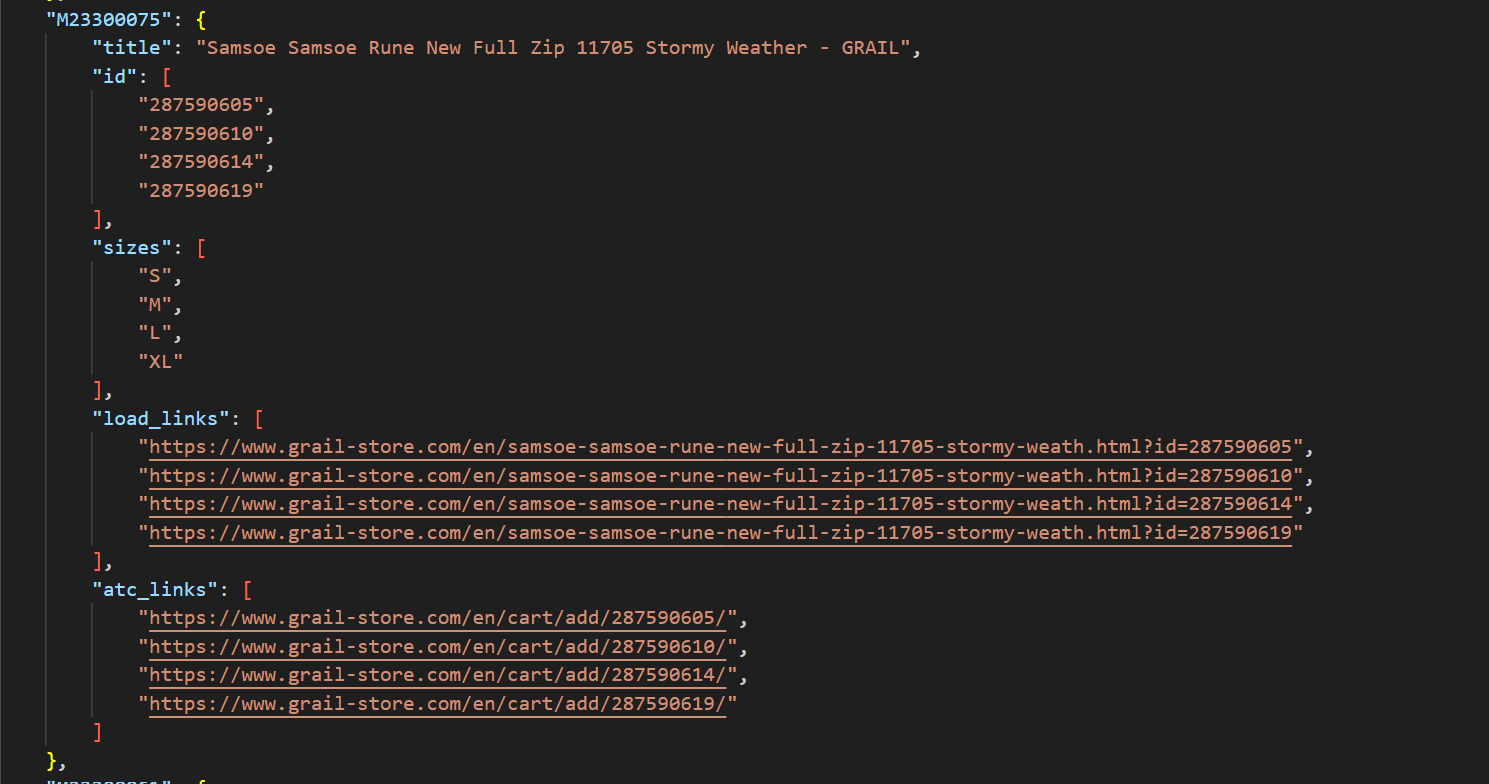 "M23300075": {
"title": "Samsoe Samsoe Rune New Full Zip 11705 Stormy Weather - GRAIL",
"id": [
"287590605",
"287590610",
"287590614",
"287590619"
],
"sizes": [
"S",
"M",
"L",
"XL"
],
"load_links": [
"https://www.grail-store.com/en/samsoe-samsoe-rune-new-full-zip-11705-stormy-weath.html?id=287590605",
"https://www.grail-store.com/en/samsoe-samsoe-rune-new-full-zip-11705-stormy-weath.html?id=287590610",
"https://www.grail-store.com/en/samsoe-samsoe-rune-new-full-zip-11705-stormy-weath.html?id=287590614",
"https://www.grail-store.com/en/samsoe-samsoe-rune-new-full-zip-11705-stormy-weath.html?id=287590619"
],
"atc_links": [
"https://www.grail-store.com/en/cart/add/287590605/",
"https://www.grail-store.com/en/cart/add/287590610/",
"https://www.grail-store.com/en/cart/add/287590614/",
"https://www.grail-store.com/en/cart/add/287590619/"
]
},